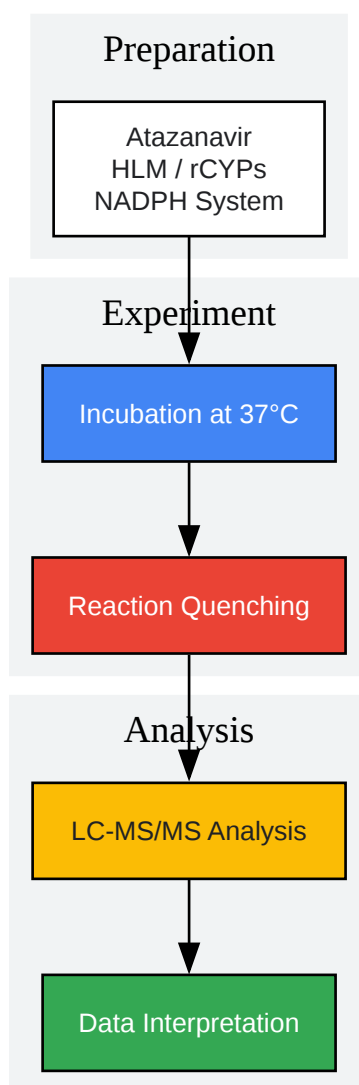 Preparation
Atazanavir
HLM / rCYPs
NADPH System
Experiment
Incubation at 37°C
Reaction Quenching
Analysis
LC-MS/MS Analysis
Data Interpretation